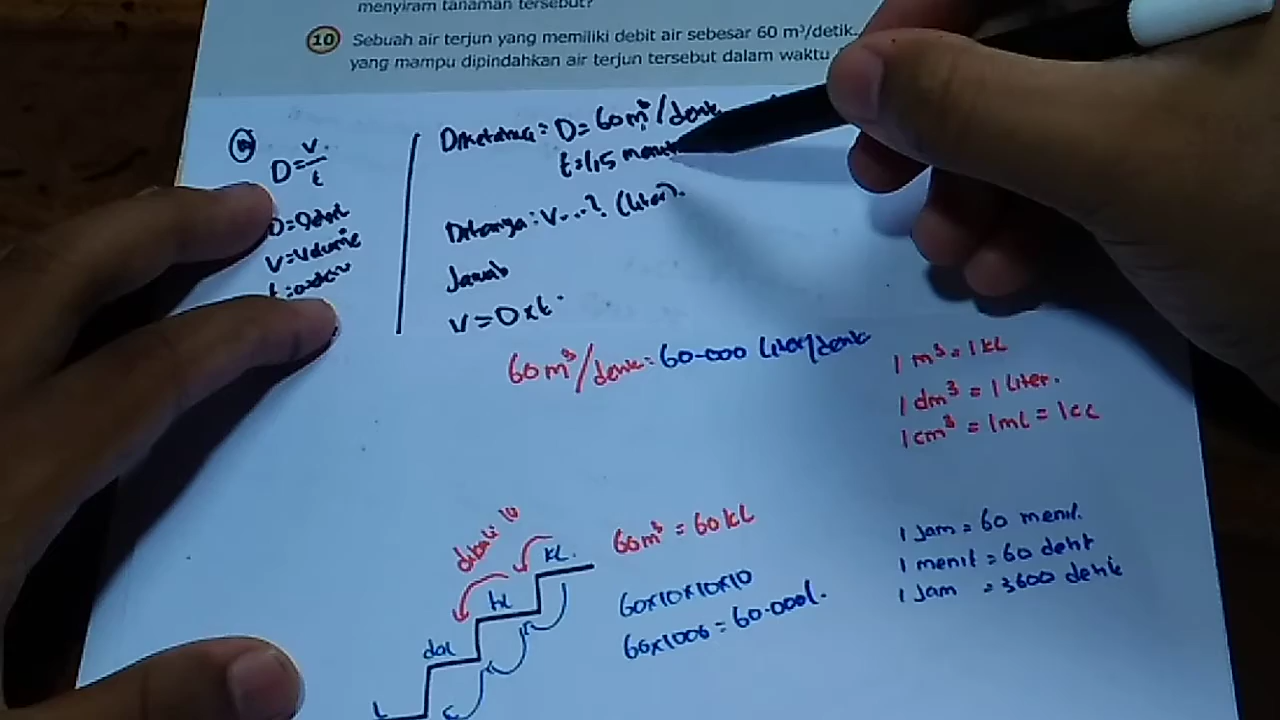 menyiram tanaman tersebut?
10 Sebuah air terjun yang memiliki debit air sebesar 60 m³/detik.
yang mampu dipindahkan air terjun tersebut dalam waktu
D = V/t
V = Volume
D = 60 m³/detik
t = 1,5 menit
Ditanya : V...? (liter).
Jawab
V = D x t.
60 m³/detik = 60.000 liter/detik
1 m³ = 1 kL
1 dm³ = 1 Liter.
1 cm³ = 1 mL = 1 cc
dikali 10
kL.
hL
daL
L
60 m³ = 60 kL
60x10x10x10
60x1000 = 60.000 L.
1 Jam = 60 menit.
1 menit = 60 detik
1 Jam = 3600 detik